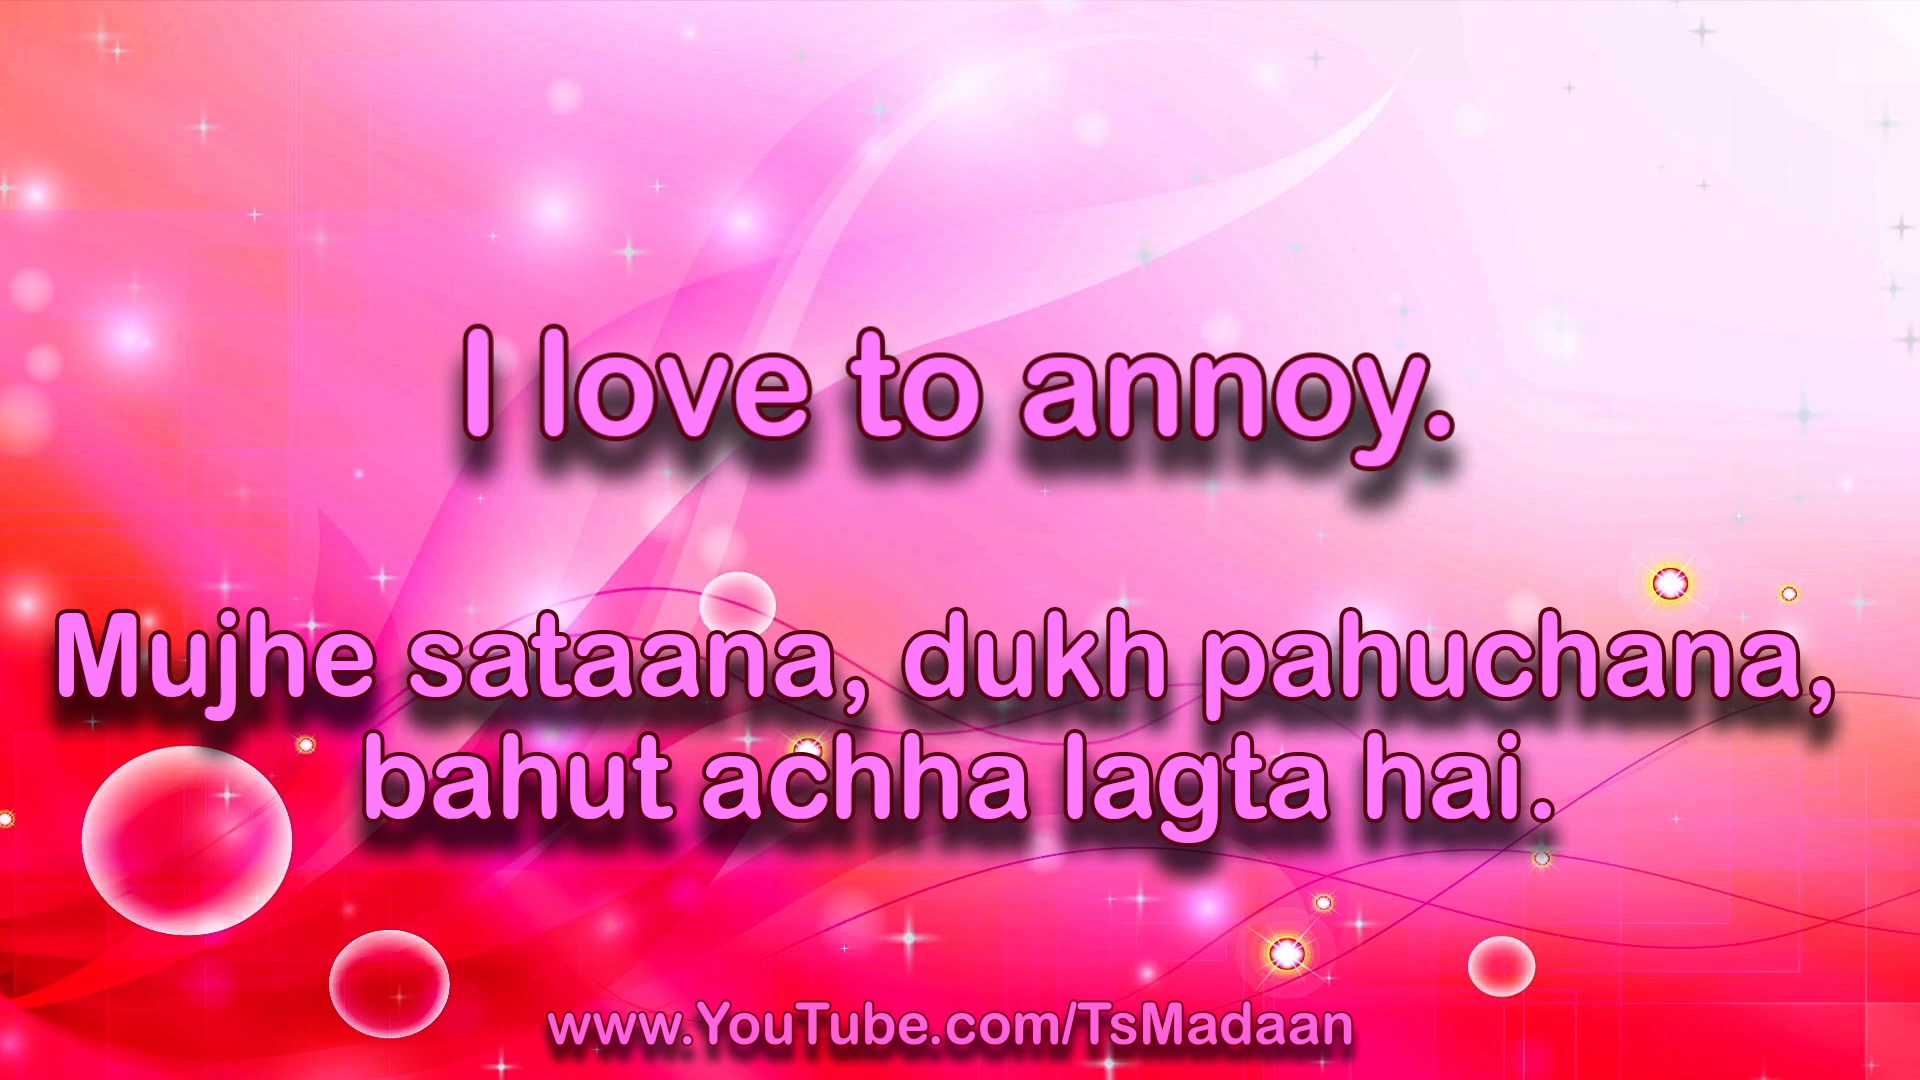 I love to annoy.
Mujhe sataana, dukh pahuchana,
bahut achha lagta hai.
www.YouTube.com/TsMadaan